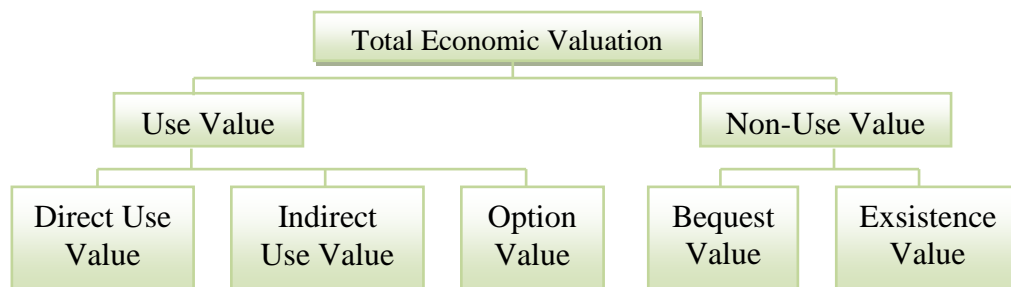 Total Economic Valuation
Use Value
Non-Use Value
Direct Use
Value
Indirect
Use Value
Option
Value
Bequest
Value
Exsistence
Value